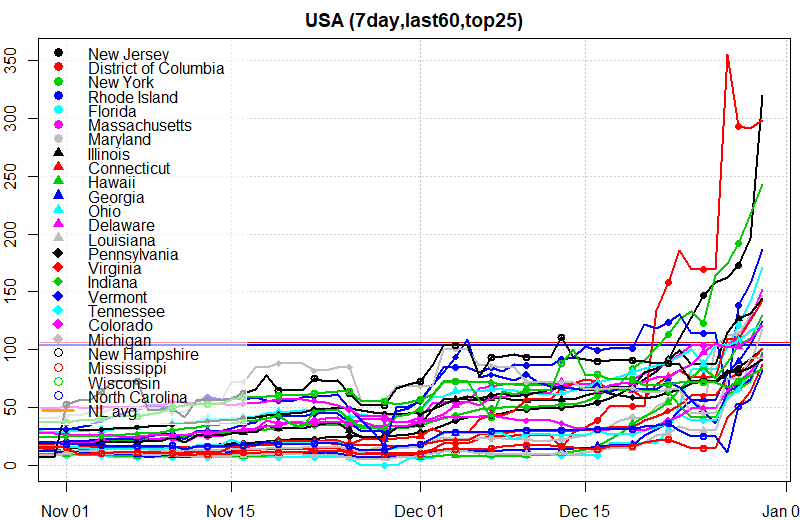 USA (7day,last60,top25)
350
300
250
200
150
100
50
0
New Jersey
District of Columbia
New York
Rhode Island
Florida
Massachusetts
Maryland
Illinois
Connecticut
Hawaii
Georgia
Ohio
Delaware
Louisiana
Pennsylvania
Virginia
Indiana
Vermont
Tennessee
Colorado
Michigan
New Hampshire
Mississippi
Wisconsin
North Carolina
NL avg
Nov 01 Nov 15 Dec 01 Dec 15 Jan 0